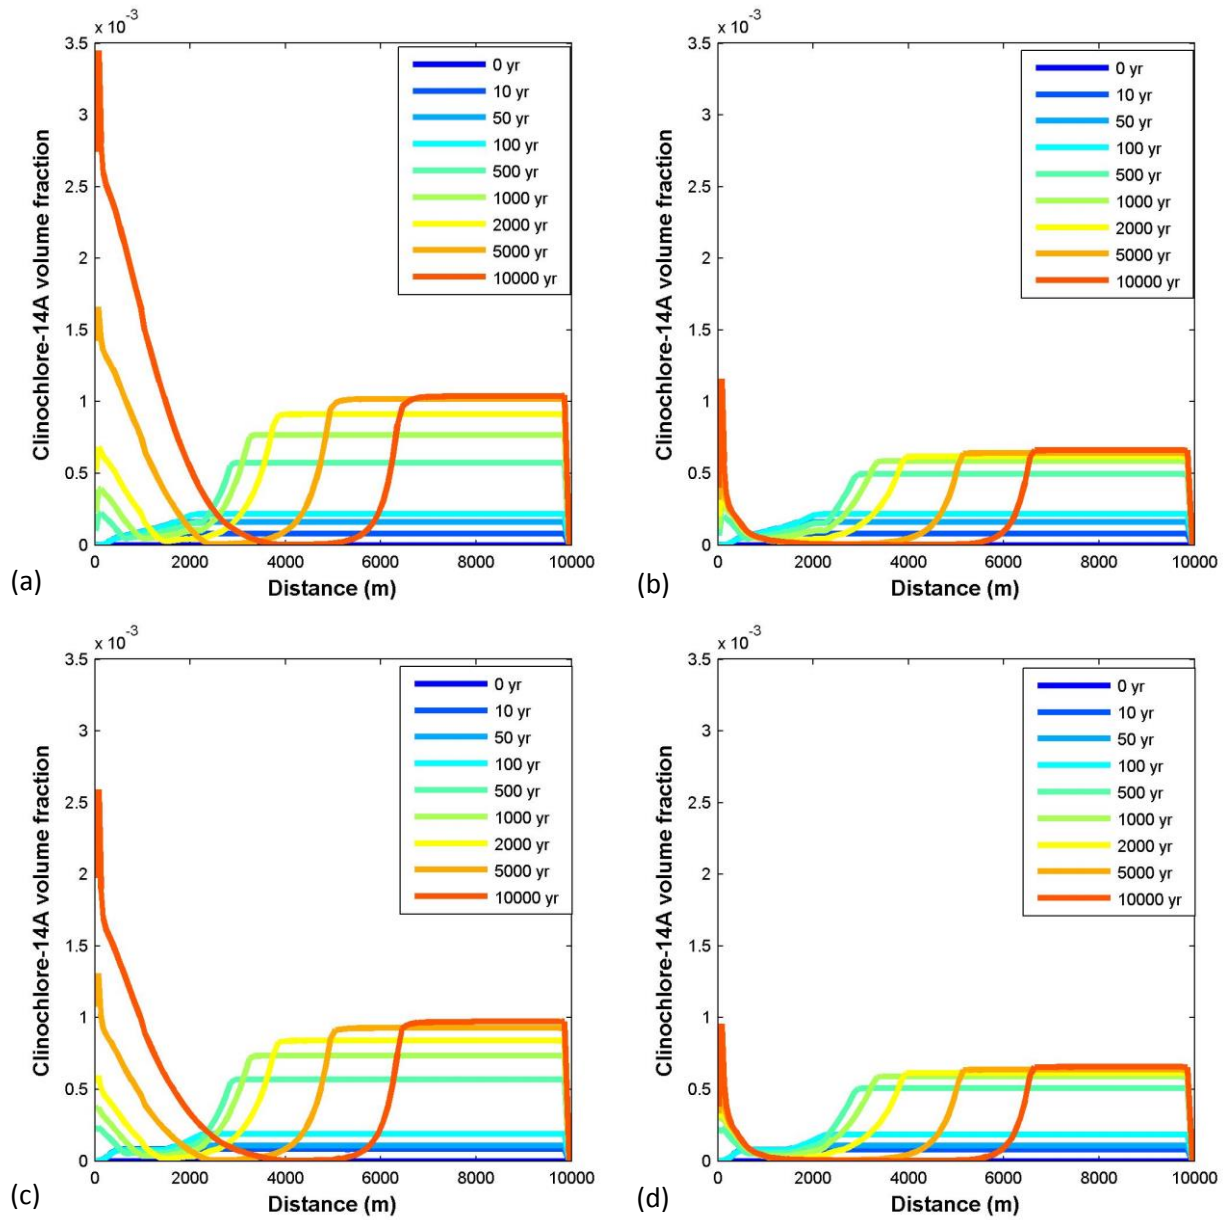 x 10-3
3.5
3
2.5
2
1.5
1
0.5
0
Clinochlore-14A volume fraction
0 yr
10 yr
50 yr
100 yr
500 yr
1000 yr
2000 yr
5000 yr
10000 yr
0 2000 4000 6000 8000 10000
Distance (m)
(a)
x 10-3
3.5
3
2.5
2
1.5
1
0.5
0
Clinochlore-14A volume fraction
0 yr
10 yr
50 yr
100 yr
500 yr
1000 yr
2000 yr
5000 yr
10000 yr
0 2000 4000 6000 8000 10000
Distance (m)
(b)
x 10-3
3.5
3
2.5
2
1.5
1
0.5
0
Clinochlore-14A volume fraction
0 yr
10 yr
50 yr
100 yr
500 yr
1000 yr
2000 yr
5000 yr
10000 yr
0 2000 4000 6000 8000 10000
Distance (m)
(c)
x 10-3
3.5
3
2.5
2
1.5
1
0.5
0
Clinochlore-14A volume fraction
0 yr
10 yr
50 yr
100 yr
500 yr
1000 yr
2000 yr
5000 yr
10000 yr
0 2000 4000 6000 8000 10000
Distance (m)
(d)